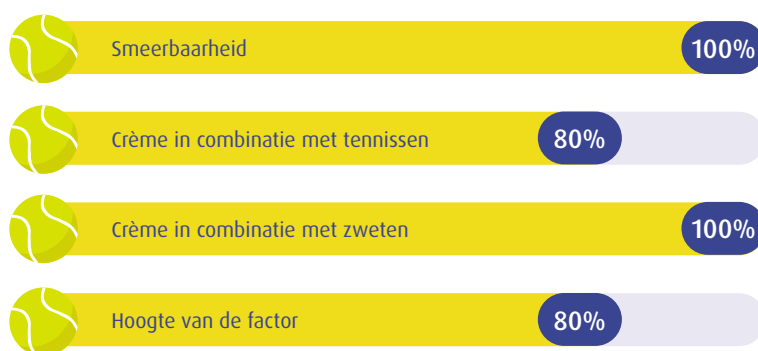 Smeerbaarheid 100%
Crème in combinatie met tennissen 80%
Crème in combinatie met zweten 100%
Hoogte van de factor 80%